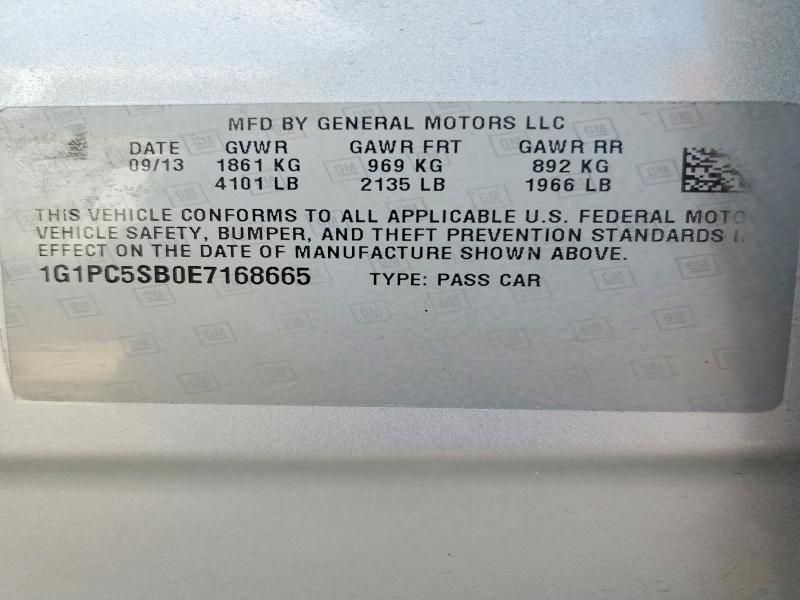 MFD BY GENERAL MOTORS LLC
DATE GVWR GAWR FRT GAWR RR
09/13 1861 KG 969 KG 892 KG
4101 LB 2135 LB 1966 LB
THIS VEHICLE CONFORMS TO ALL APPLICABLE U.S. FEDERAL MOTO
VEHICLE SAFETY, BUMPER, AND THEFT PREVENTION STANDARDS I
EFFECT ON THE DATE OF MANUFACTURE SHOWN ABOVE.
1G1PC5SB0E7168665 TYPE: PASS CAR